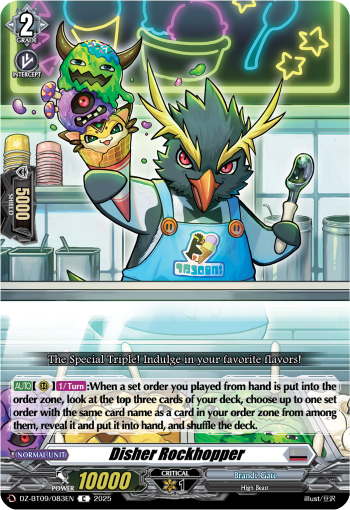 2
GRADE
INTERCEPT
5000
SHIELD
The Special Triple! Indulge in your favorite flavors!
AUTO【 】1/Turn:When a set order you played from hand is put into the
order zone, look at the top three cards of your deck, choose up to one set
order with the same card name as a card in your order zone from among
them, reveal it and put it into hand, and shuffle the deck.
NORMAL UNIT
Disher Rockhopper
POWER 10000
CRITICAL
1
Brandt Gate
High Beast
DZ-BT09/083EN C 2025